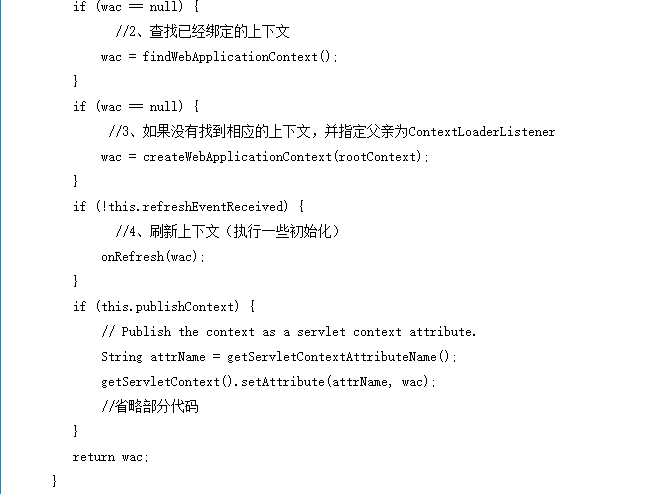 if (wac == null) {
//2、查找已经绑定的上下文
wac = findWebApplicationContext();
}
if (wac == null) {
//3、如果没有找到相应的上下文，并指定父亲为ContextLoaderListener
wac = createWebApplicationContext(rootContext);
}
if (!this.refreshEventReceived) {
//4、刷新上下文（执行一些初始化）
onRefresh(wac);
}
if (this.publishContext) {
// Publish the context as a servlet context attribute.
String attrName = getServletContextAttributeName();
getServletContext().setAttribute(attrName, wac);
//省略部分代码
}
return wac;
}